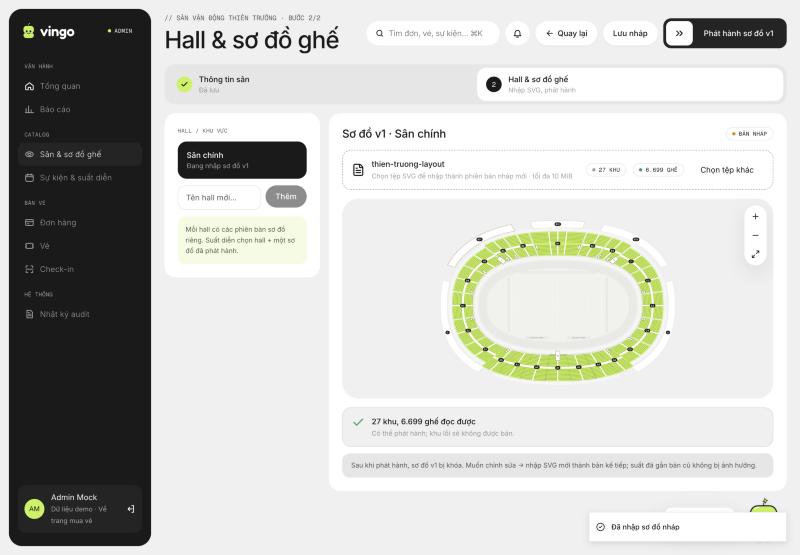 vingo
ADMIN
VẬN HÀNH
Tổng quan
Báo cáo
CATALOG
Sân & sơ đồ ghế
Sự kiện & suất diễn
BÁN VÉ
Đơn hàng
Vé
Check-in
HỆ THỐNG
Nhật ký audit
AM
Admin Mock
Dữ liệu demo · Về
trang mua vé
// SÂN VẬN ĐỘNG THIÊN TRƯỜNG · BƯỚC 2/2
Hall & sơ đồ ghế
Tìm đơn, vé, sự kiện... ⌘K
← Quay lại
Lưu nháp
Phát hành sơ đồ v1
Thông tin sân
Đã lưu
2
Hall & sơ đồ ghế
Nhập SVG, phát hành
HALL / KHU VỰC
Sân chính
Đang nháp sơ đồ v1
Tên hall mới...
Thêm
Mỗi hall có các phiên bản sơ đồ
riêng. Suất diễn chọn hall + một sơ
đồ đã phát hành.
Sơ đồ v1 · Sân chính
BẢN NHÁP
thien-truong-layout
Chọn tệp SVG để nhập thành phiên bản nháp mới · tối đa 10 MiB
27 KHU
6.699 GHẾ
Chọn tệp khác
+
−
27 khu, 6.699 ghế đọc được
Có thể phát hành; khu lỗi sẽ không được bán.
Sau khi phát hành, sơ đồ v1 bị khóa. Muốn chỉnh sửa → nhập SVG mới thành bản kế tiếp; suất đã gắn bản cũ không bị ảnh hưởng.
Đã nhập sơ đồ nháp